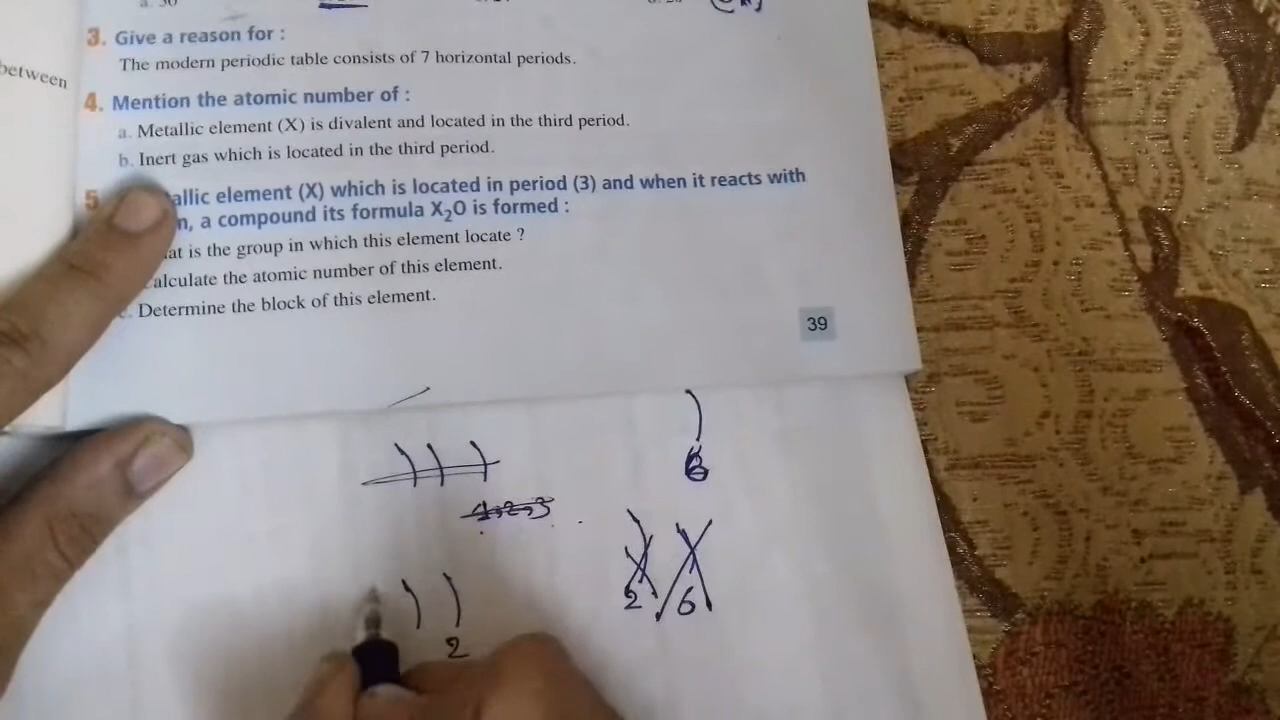 between
3. Give a reason for :
The modern periodic table consists of 7 horizontal periods.
4. Mention the atomic number of :
a. Metallic element (X) is divalent and located in the third period.
b. Inert gas which is located in the third period.
5 allic element (X) which is located in period (3) and when it reacts with
n, a compound its formula X₂O is formed :
at is the group in which this element locate ?
alculate the atomic number of this element.
Determine the block of this element.
39
6
1,2,3
2 6
2